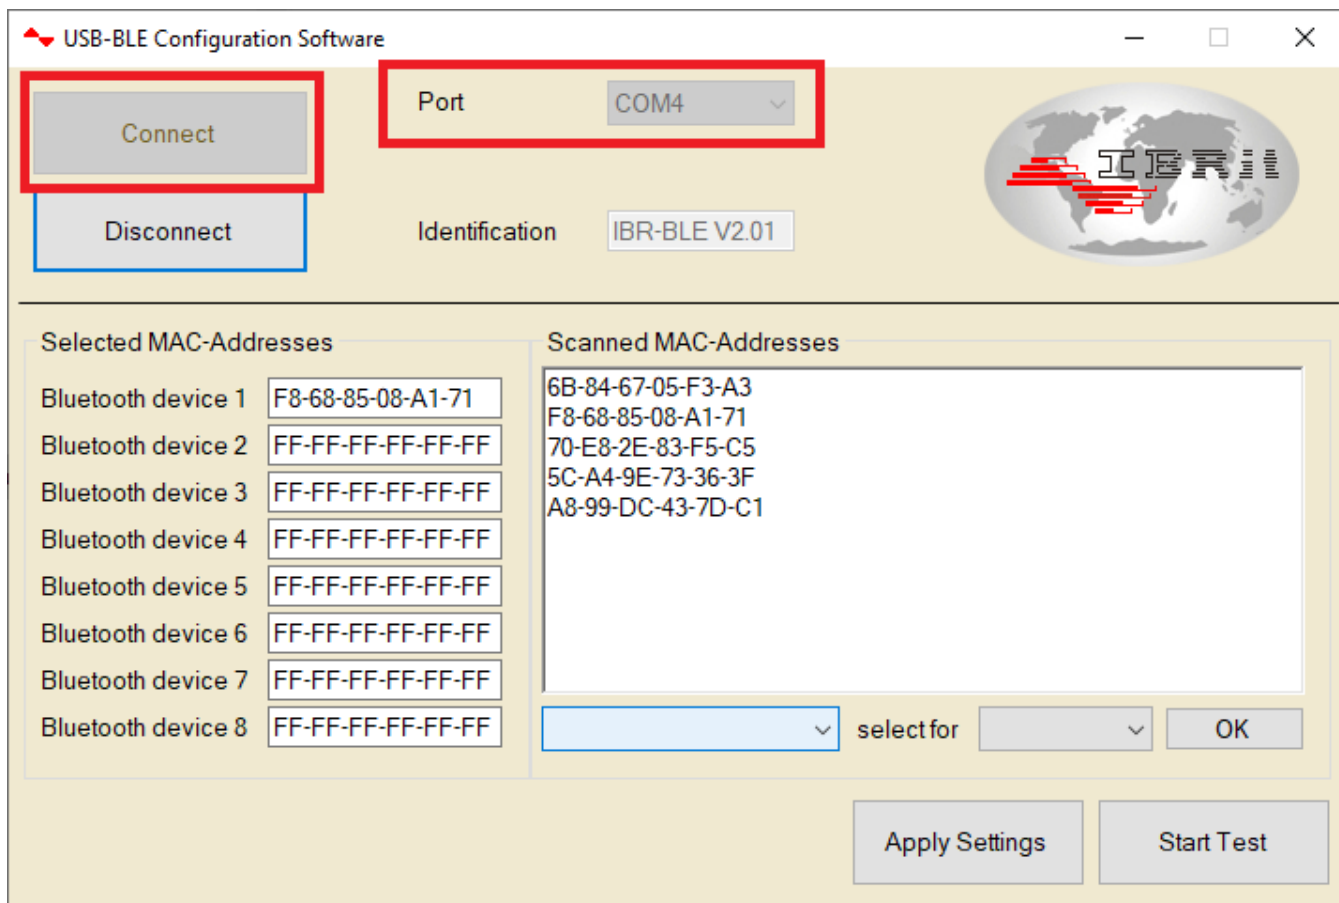 USB-BLE Configuration Software
Connect
Port
COM4
IBRit
Disconnect
Identification
IBR-BLE V2.01
Selected MAC-Addresses
Bluetooth device 1 F8-68-85-08-A1-71
Bluetooth device 2 FF-FF-FF-FF-FF-FF
Bluetooth device 3 FF-FF-FF-FF-FF-FF
Bluetooth device 4 FF-FF-FF-FF-FF-FF
Bluetooth device 5 FF-FF-FF-FF-FF-FF
Bluetooth device 6 FF-FF-FF-FF-FF-FF
Bluetooth device 7 FF-FF-FF-FF-FF-FF
Bluetooth device 8 FF-FF-FF-FF-FF-FF
Scanned MAC-Addresses
6B-84-67-05-F3-A3
F8-68-85-08-A1-71
70-E8-2E-83-F5-C5
5C-A4-9E-73-36-3F
A8-99-DC-43-7D-C1
select for
OK
Apply Settings
Start Test